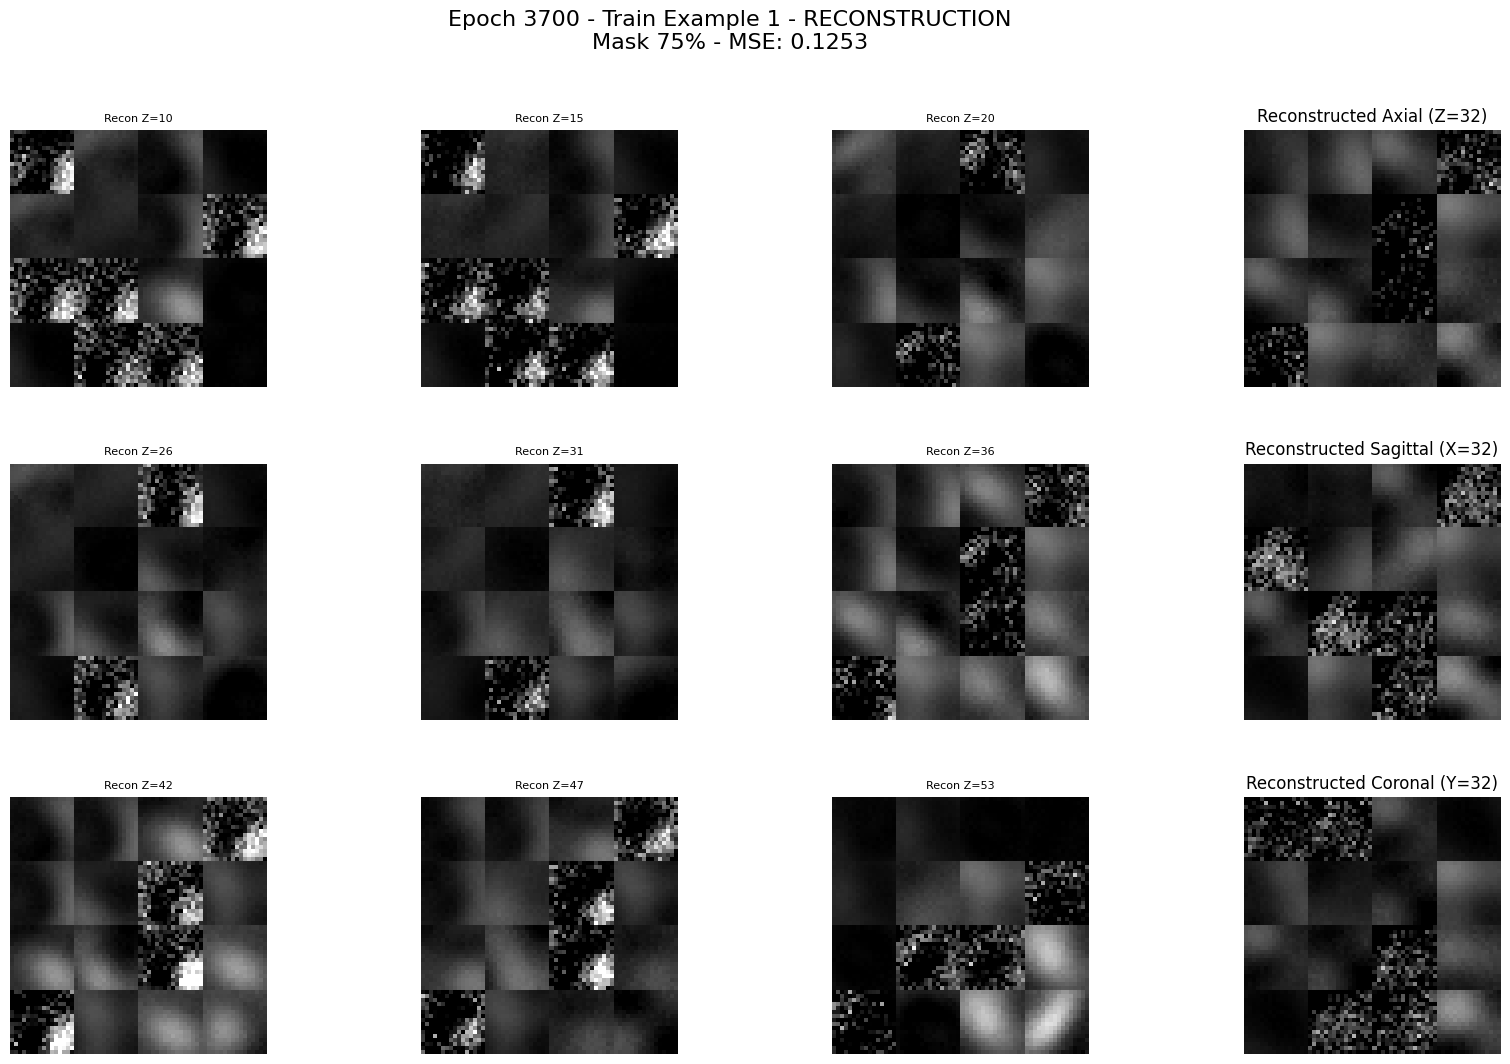 Epoch 3700 - Train Example 1 - RECONSTRUCTION
Mask 75% - MSE: 0.1253
Recon Z=10
Recon Z=15
Recon Z=20
Reconstructed Axial (Z=32)
Recon Z=26
Recon Z=31
Recon Z=36
Reconstructed Sagittal (X=32)
Recon Z=42
Recon Z=47
Recon Z=53
Reconstructed Coronal (Y=32)